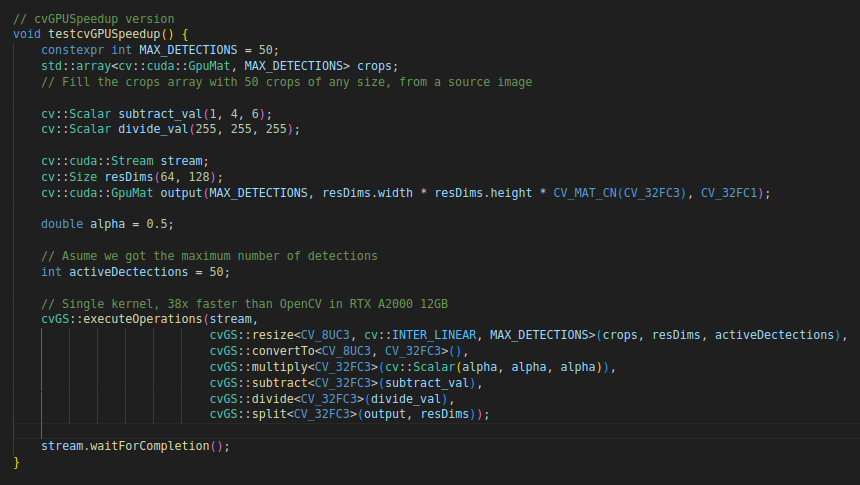 // cvGPUSpeedup version
void testcvGPUSpeedup() {
    constexpr int MAX_DETECTIONS = 50;
    std::array<cv::cuda::GpuMat, MAX_DETECTIONS> crops;
    // Fill the crops array with 50 crops of any size, from a source image

    cv::Scalar subtract_val(1, 4, 6);
    cv::Scalar divide_val(255, 255, 255);

    cv::cuda::Stream stream;
    cv::Size resDims(64, 128);
    cv::cuda::GpuMat output(MAX_DETECTIONS, resDims.width * resDims.height * CV_MAT_CN(CV_32FC3), CV_32FC1);

    double alpha = 0.5;

    // Asume we got the maximum number of detections
    int activeDectections = 50;

    // Single kernel, 38x faster than OpenCV in RTX A2000 12GB
    cvGS::executeOperations(stream,
                            cvGS::resize<CV_8UC3, cv::INTER_LINEAR, MAX_DETECTIONS>(crops, resDims, activeDectections),
                            cvGS::convertTo<CV_8UC3, CV_32FC3>(),
                            cvGS::multiply<CV_32FC3>(cv::Scalar(alpha, alpha, alpha)),
                            cvGS::subtract<CV_32FC3>(subtract_val),
                            cvGS::divide<CV_32FC3>(divide_val),
                            cvGS::split<CV_32FC3>(output, resDims));

    stream.waitForCompletion();
}